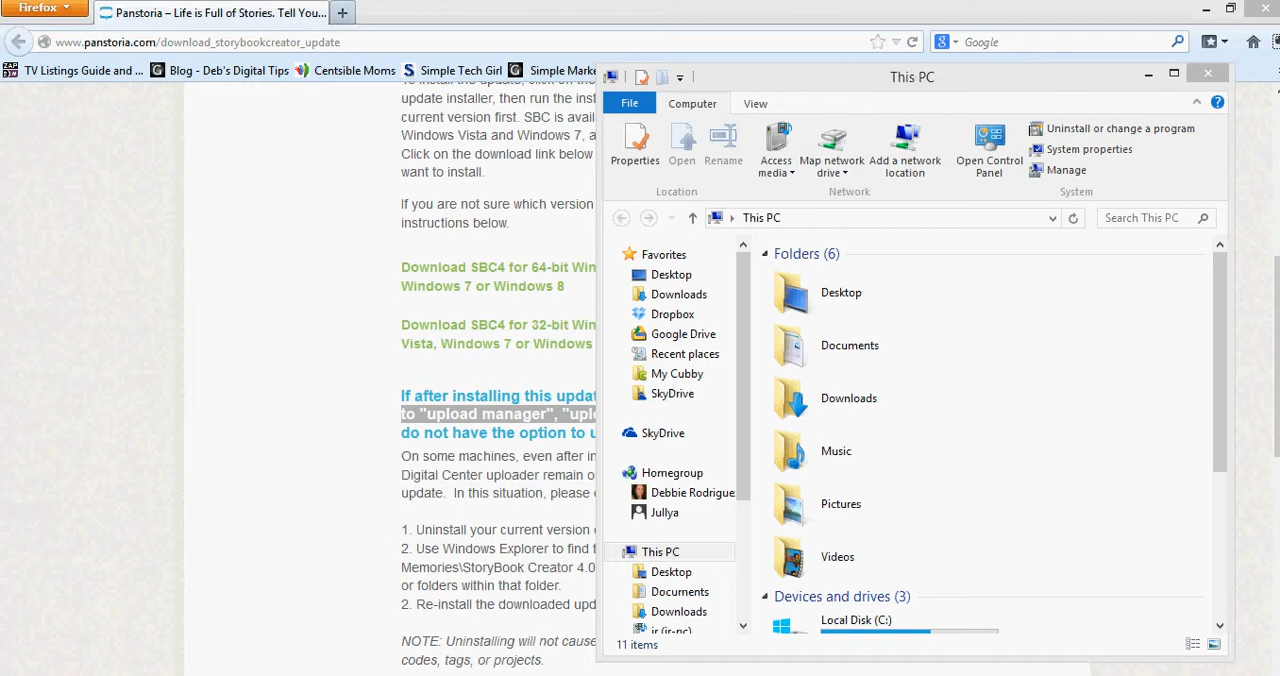 Firefox
Panstoria – Life is Full of Stories. Tell You...
www.panstoria.com/download_storybookcreator_update
Google
TV Listings Guide and ...
Blog - Deb's Digital Tips
Centsible Moms
Simple Tech Girl
Simple Marke
update installer, then run the inst
current version first. SBC is avail
Windows Vista and Windows 7, a
Click on the download link below
want to install.
If you are not sure which version
instructions below.
Download SBC4 for 64-bit Win
Windows 7 or Windows 8
Download SBC4 for 32-bit Win
Vista, Windows 7 or Windows
If after installing this updat
to "upload manager", "uplo
do not have the option to u
On some machines, even after in
Digital Center uploader remain o
update. In this situation, please
1. Uninstall your current version
2. Use Windows Explorer to find t
Memories\StoryBook Creator 4.0
or folders within that folder.
2. Re-install the downloaded upd
NOTE: Uninstalling will not cause
codes, tags, or projects.
This PC
File
Computer
View
Properties
Open
Rename
Access media
Map network drive
Add a network location
Open Control Panel
Uninstall or change a program
System properties
Manage
Location
Network
System
This PC
Search This PC
Favorites
Desktop
Downloads
Dropbox
Google Drive
Recent places
My Cubby
SkyDrive
SkyDrive
Homegroup
Debbie Rodrigue
Jullya
This PC
Desktop
Documents
Downloads
Folders (6)
Desktop
Documents
Downloads
Music
Pictures
Videos
Devices and drives (3)
Local Disk (C:)
11 items